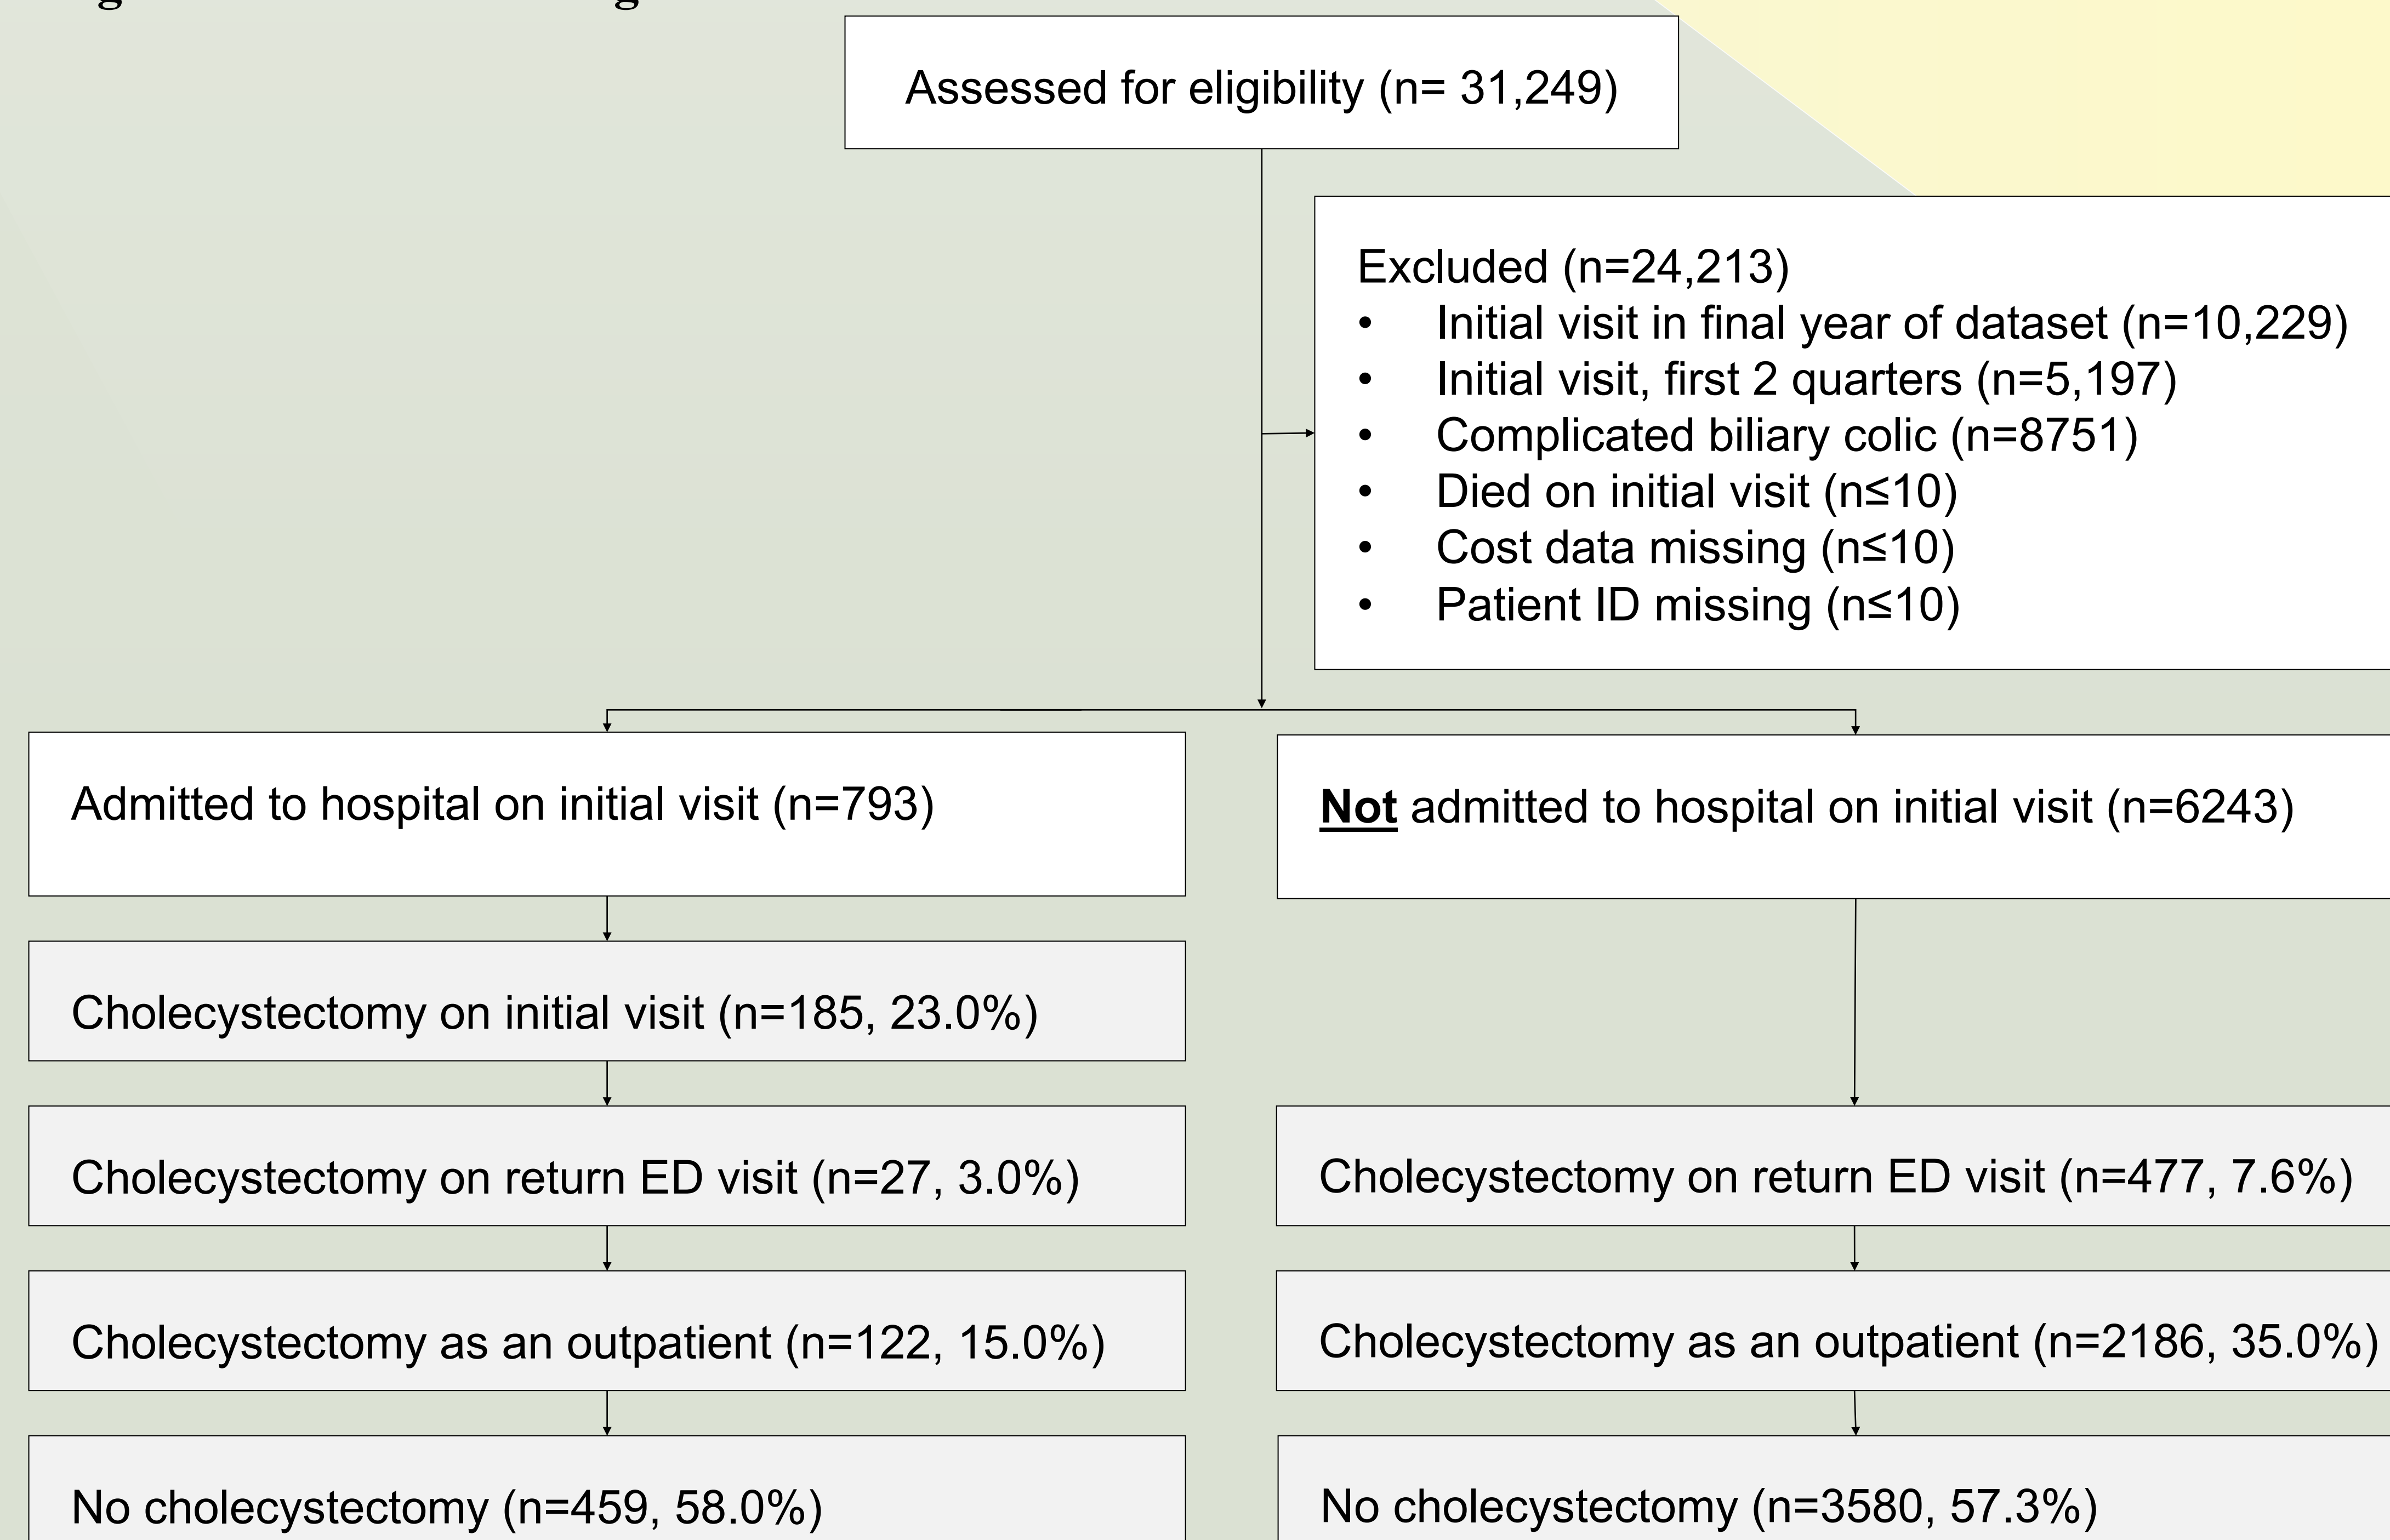 Assessed for eligibility (n= 31,249)
Excluded (n=24,213)
• Initial visit in final year of dataset (n=10,229)
• Initial visit, first 2 quarters (n=5,197)
• Complicated biliary colic (n=8751)
• Died on initial visit (n≤10)
• Cost data missing (n≤10)
• Patient ID missing (n≤10)
Admitted to hospital on initial visit (n=793)
Not admitted to hospital on initial visit (n=6243)
Cholecystectomy on initial visit (n=185, 23.0%)
Cholecystectomy on return ED visit (n=27, 3.0%)
Cholecystectomy on return ED visit (n=477, 7.6%)
Cholecystectomy as an outpatient (n=122, 15.0%)
Cholecystectomy as an outpatient (n=2186, 35.0%)
No cholecystectomy (n=459, 58.0%)
No cholecystectomy (n=3580, 57.3%)